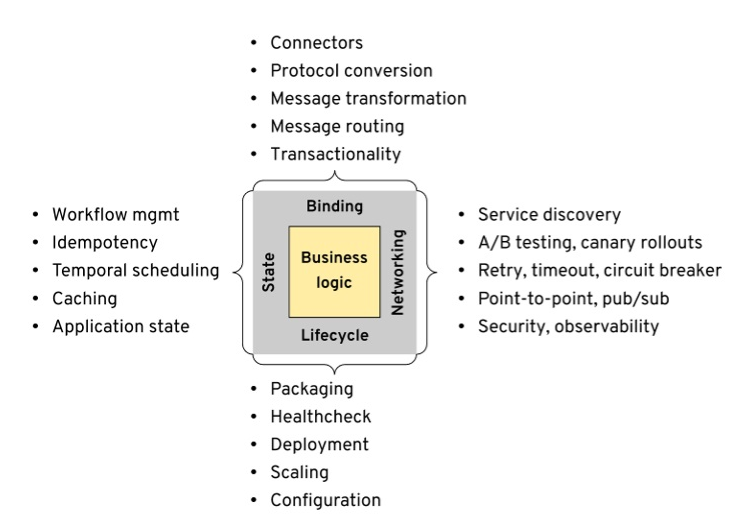 • Connectors
• Protocol conversion
• Message transformation
• Message routing
• Transactionality
• Workflow mgmt
• Idempotency
• Temporal scheduling
• Caching
• Application state
Binding
State
Business
logic
Networking
Lifecycle
• Service discovery
• A/B testing, canary rollouts
• Retry, timeout, circuit breaker
• Point-to-point, pub/sub
• Security, observability
• Packaging
• Healthcheck
• Deployment
• Scaling
• Configuration